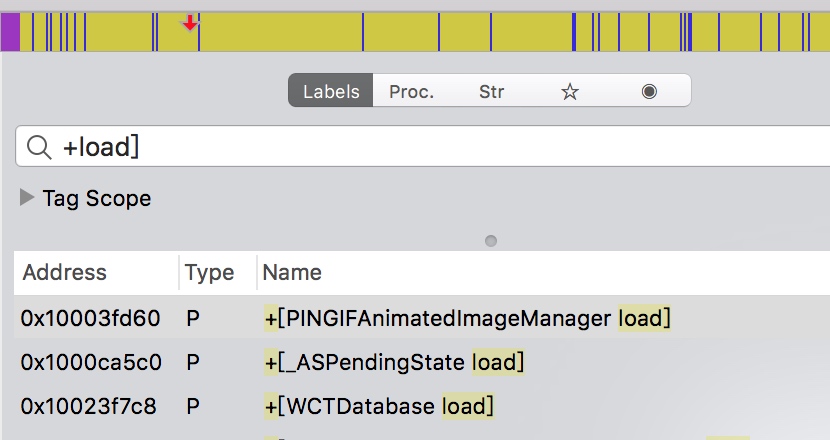 Labels Proc. Str ☆ ◉
+load]
Tag Scope
Address Type Name
0x10003fd60 P +[PINGIFAnimatedImageManager load]
0x1000ca5c0 P +[_ASPendingState load]
0x10023f7c8 P +[WCTDatabase load]